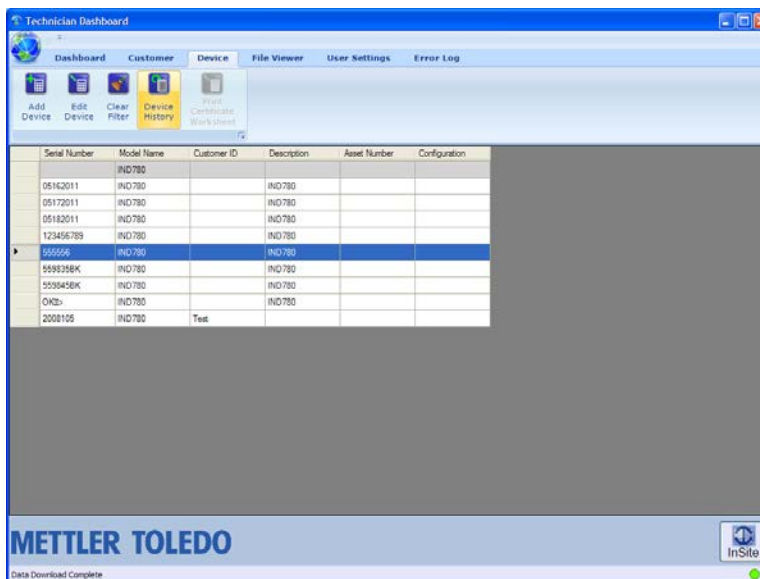 Technician Dashboard
Dashboard Customer Device File Viewer User Settings Error Log
Add Device
Edit Device
Clear Filter
Device History
Print Certificate Worksheet
Serial Number Model Name Customer ID Description Asset Number Configuration
IND780
05162011 IND780 IND780
05172011 IND780 IND780
05182011 IND780 IND780
123456789 IND780 IND780
555556 IND780 IND780
559835BK IND780 IND780
559845BK IND780 IND780
IND780 IND780
2008105 IND780 Test
METTLER TOLEDO
InSite
Data Download Complete